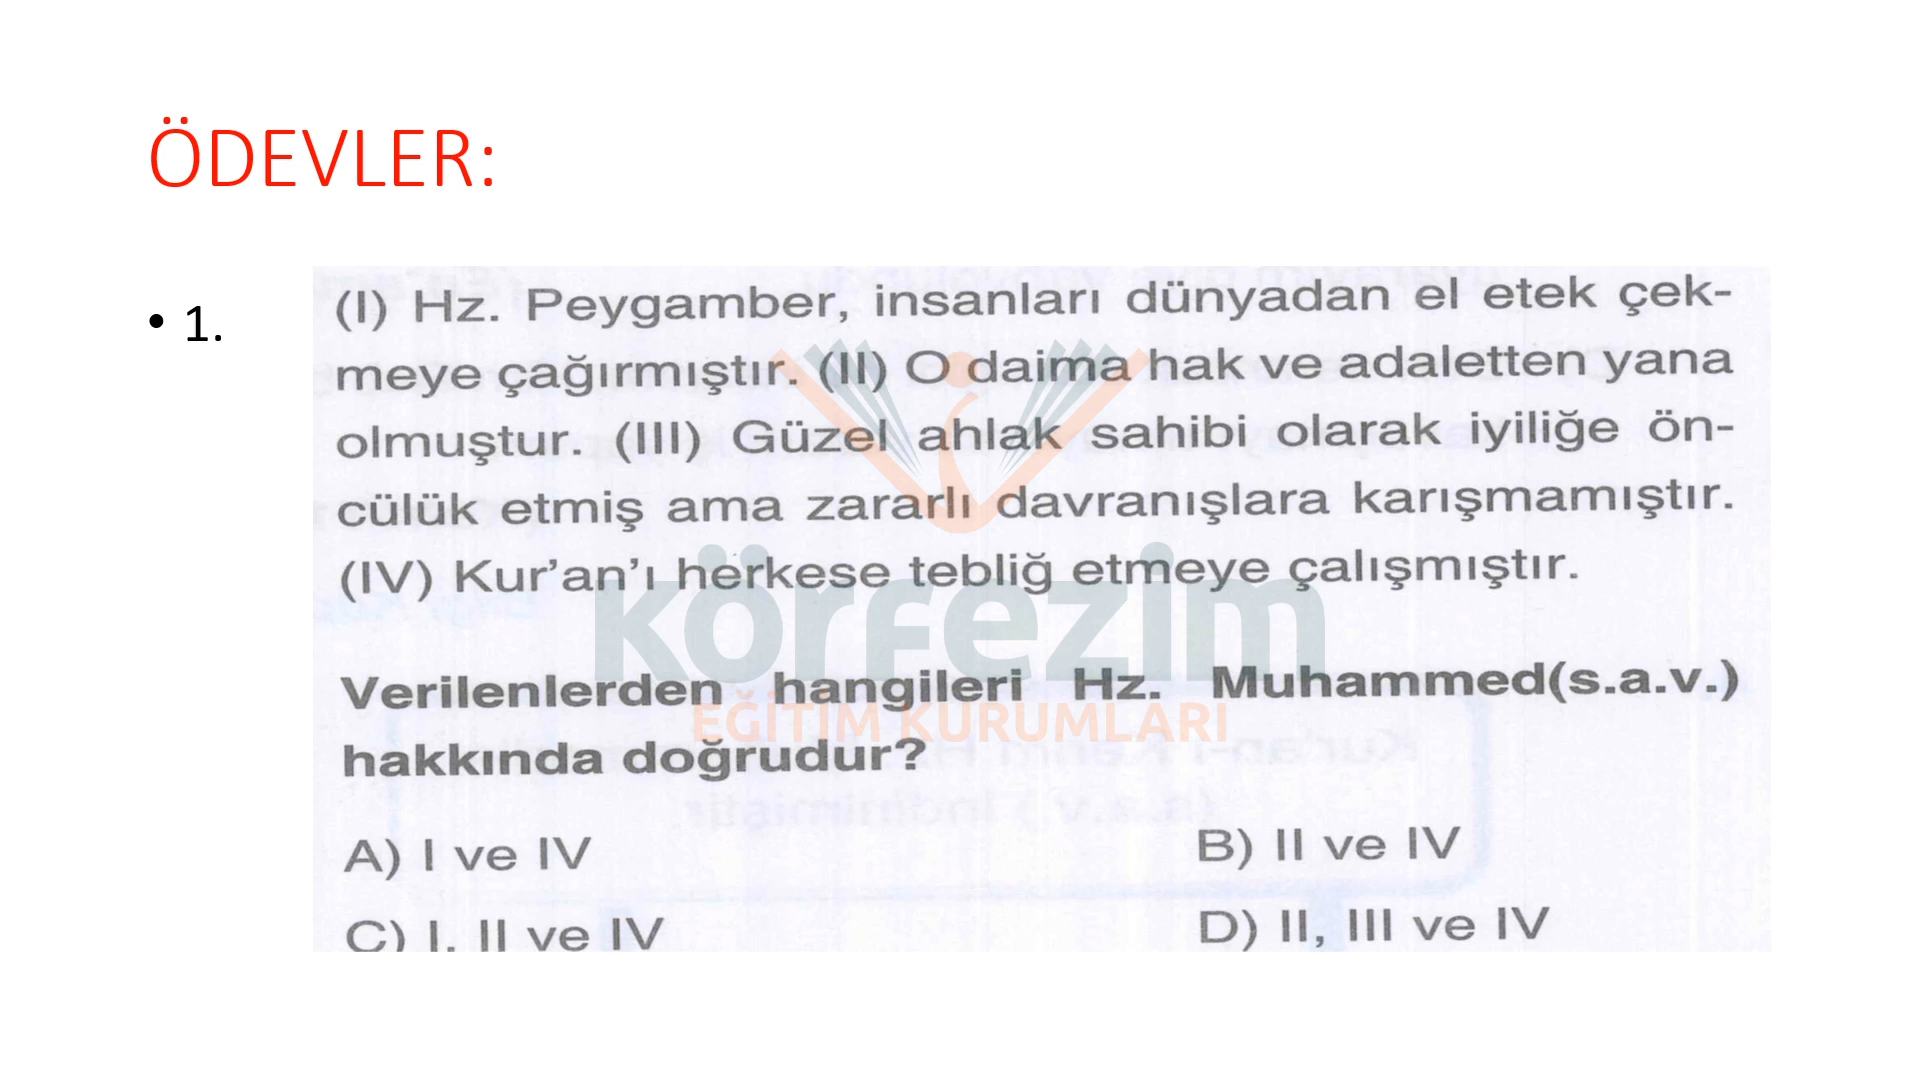 ÖDEVLER:
• 1.
(I) Hz. Peygamber, insanları dünyadan el etek çek-
meye çağırmıştır. (II) O daima hak ve adaletten yana
olmuştur. (III) Güzel ahlak sahibi olarak iyiliğe ön-
cülük etmiş ama zararlı davranışlara karışmamıştır.
(IV) Kur'an'ı herkese tebliğ etmeye çalışmıştır.
körfezim
EĞİTİM KURUMLARI
Verilenlerden hangileri Hz. Muhammed(s.a.v.)
hakkında doğrudur?
A) I ve IV
B) II ve IV
C) I, II ve IV
D) II, III ve IV